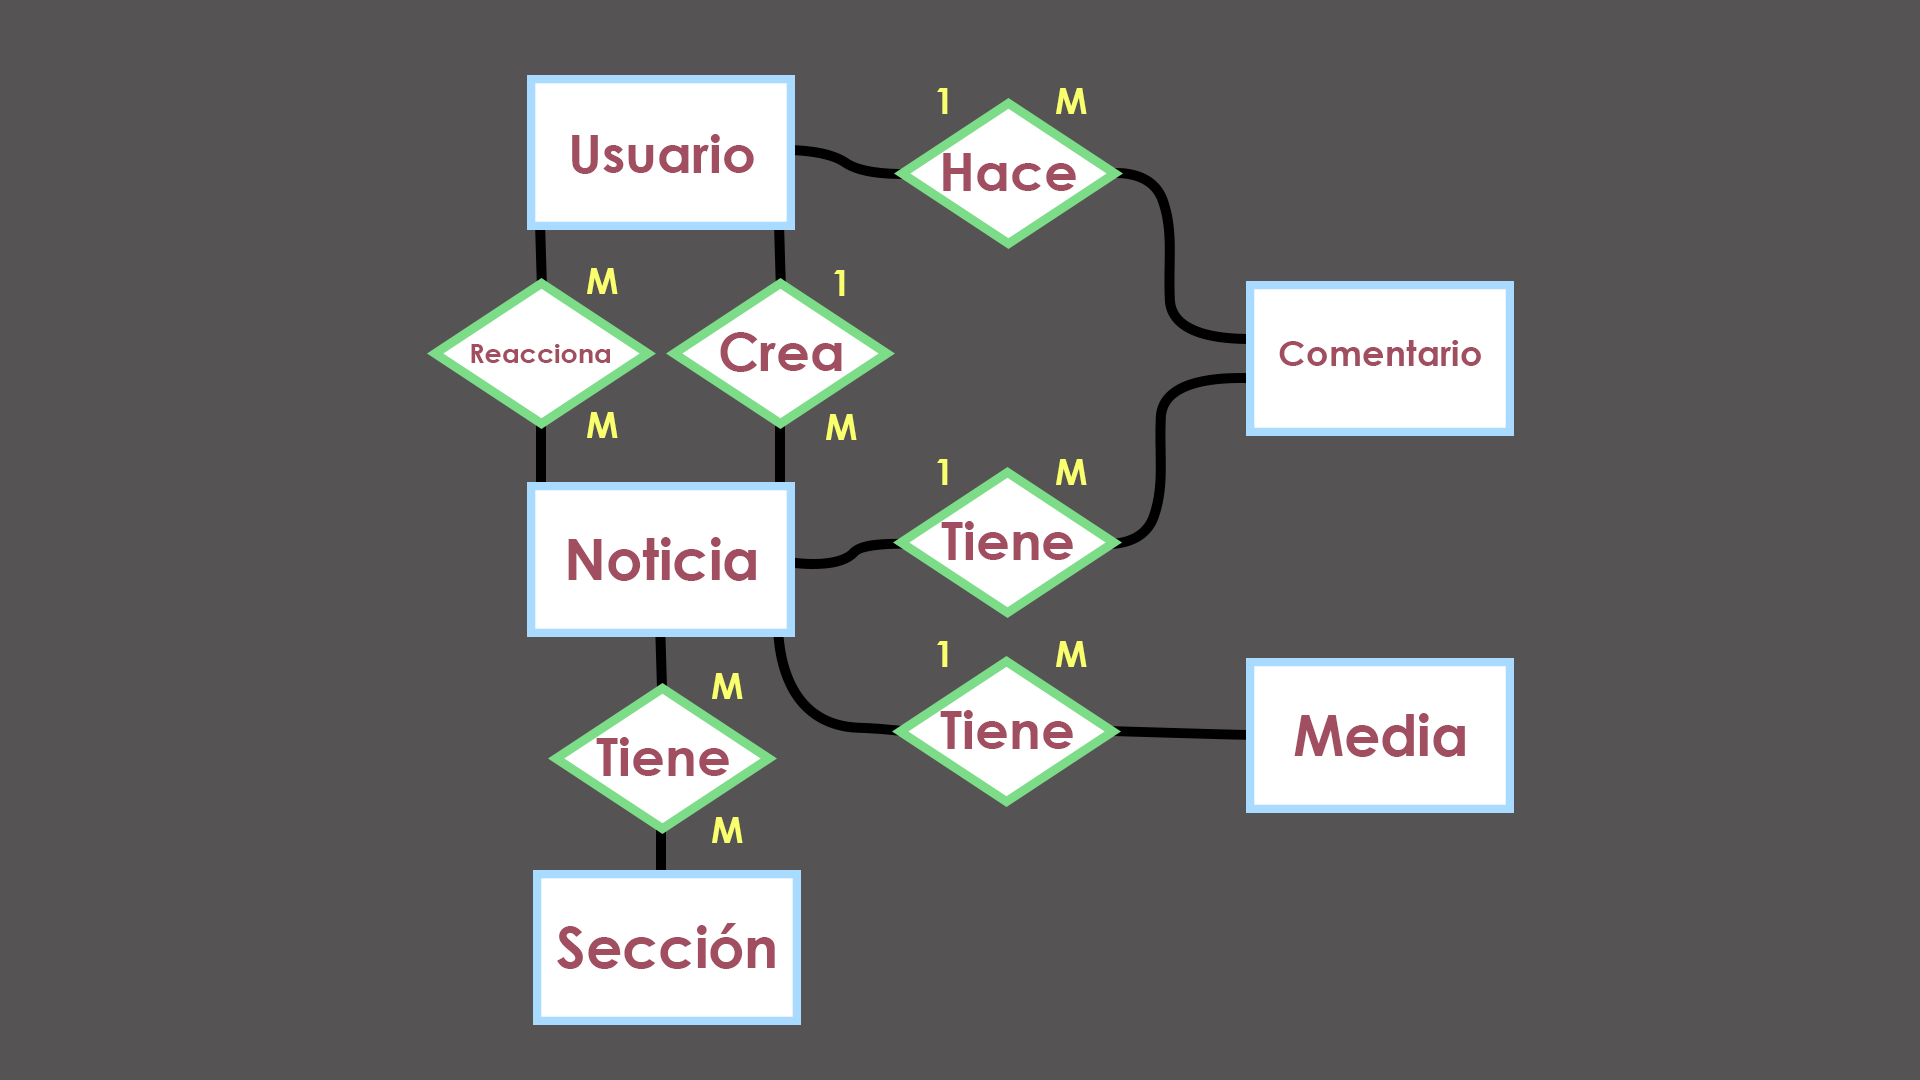 1 M
Usuario
Hace
M 1
Reacciona
Crea
Comentario
M M
1 M
Noticia
Tiene
1 M
M
Tiene
Media
Tiene
M
Sección